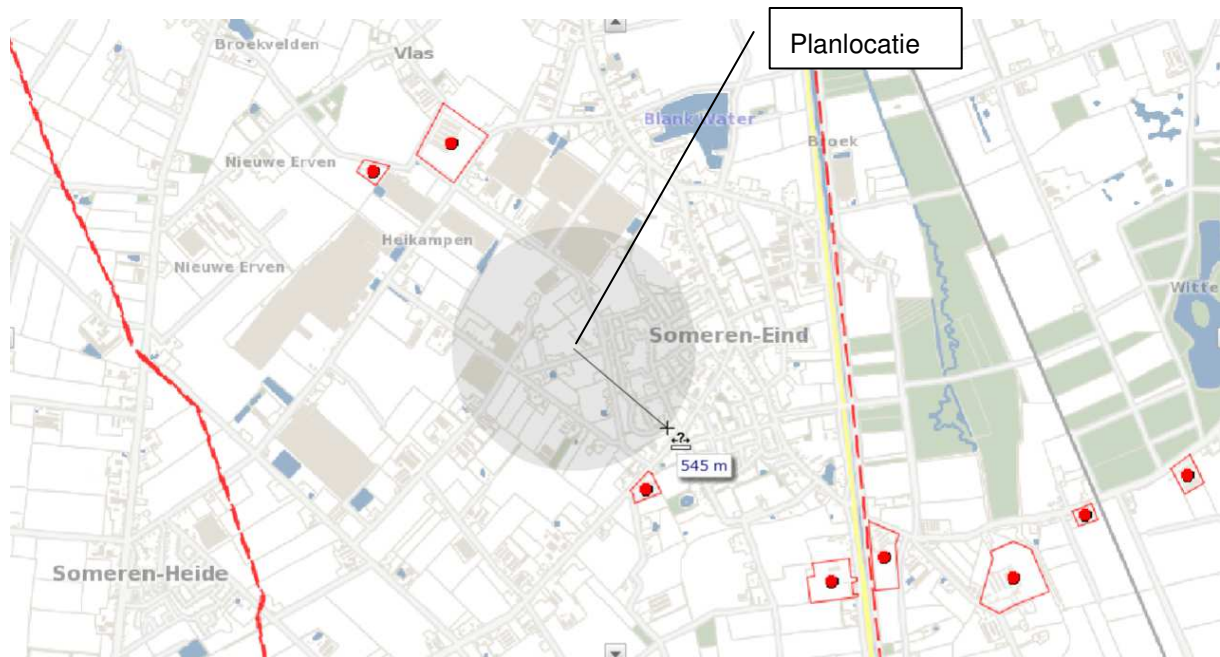 Planlocatie
Broekvelden
Vlas
Blank Water
Broek
Nieuwe Erven
Heikampen
Nieuwe Erven
Witte
Someren-Eind
?
545 m
Someren-Heide